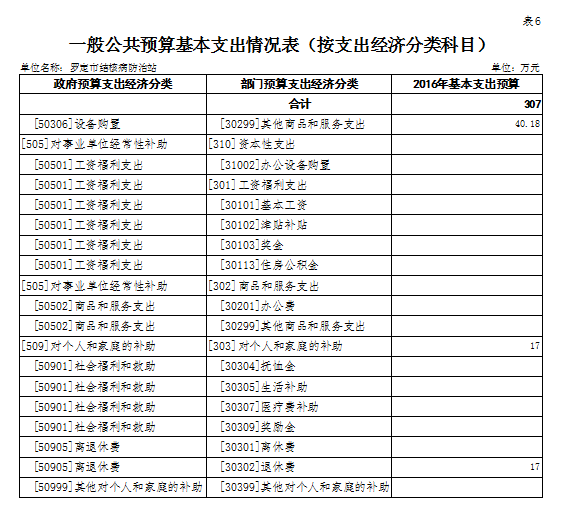 表6
一般公共预算基本支出情况表（按支出经济分类科目）
单位名称：罗定市结核病防治站 单位：万元
政府预算支出经济分类 部门预算支出经济分类 2016年基本支出预算
合计 307
[50306]设备购置 [30299]其他商品和服务支出 40.18
[505]对事业单位经常性补助 [310]资本性支出
[50501]工资福利支出 [31002]办公设备购置
[50501]工资福利支出 [301]工资福利支出
[50501]工资福利支出 [30101]基本工资
[50501]工资福利支出 [30102]津贴补贴
[50501]工资福利支出 [30103]奖金
[50501]工资福利支出 [30113]住房公积金
[505]对事业单位经常性补助 [302]商品和服务支出
[50502]商品和服务支出 [30201]办公费
[50502]商品和服务支出 [30299]其他商品和服务支出
[509]对个人和家庭的补助 [303]对个人和家庭的补助 17
[50901]社会福利和救助 [30304]抚恤金
[50901]社会福利和救助 [30305]生活补助
[50901]社会福利和救助 [30307]医疗费补助
[50901]社会福利和救助 [30309]奖励金
[50905]离退休费 [30301]离休费
[50905]离退休费 [30302]退休费 17
[50999]其他对个人和家庭的补助 [30399]其他对个人和家庭的补助